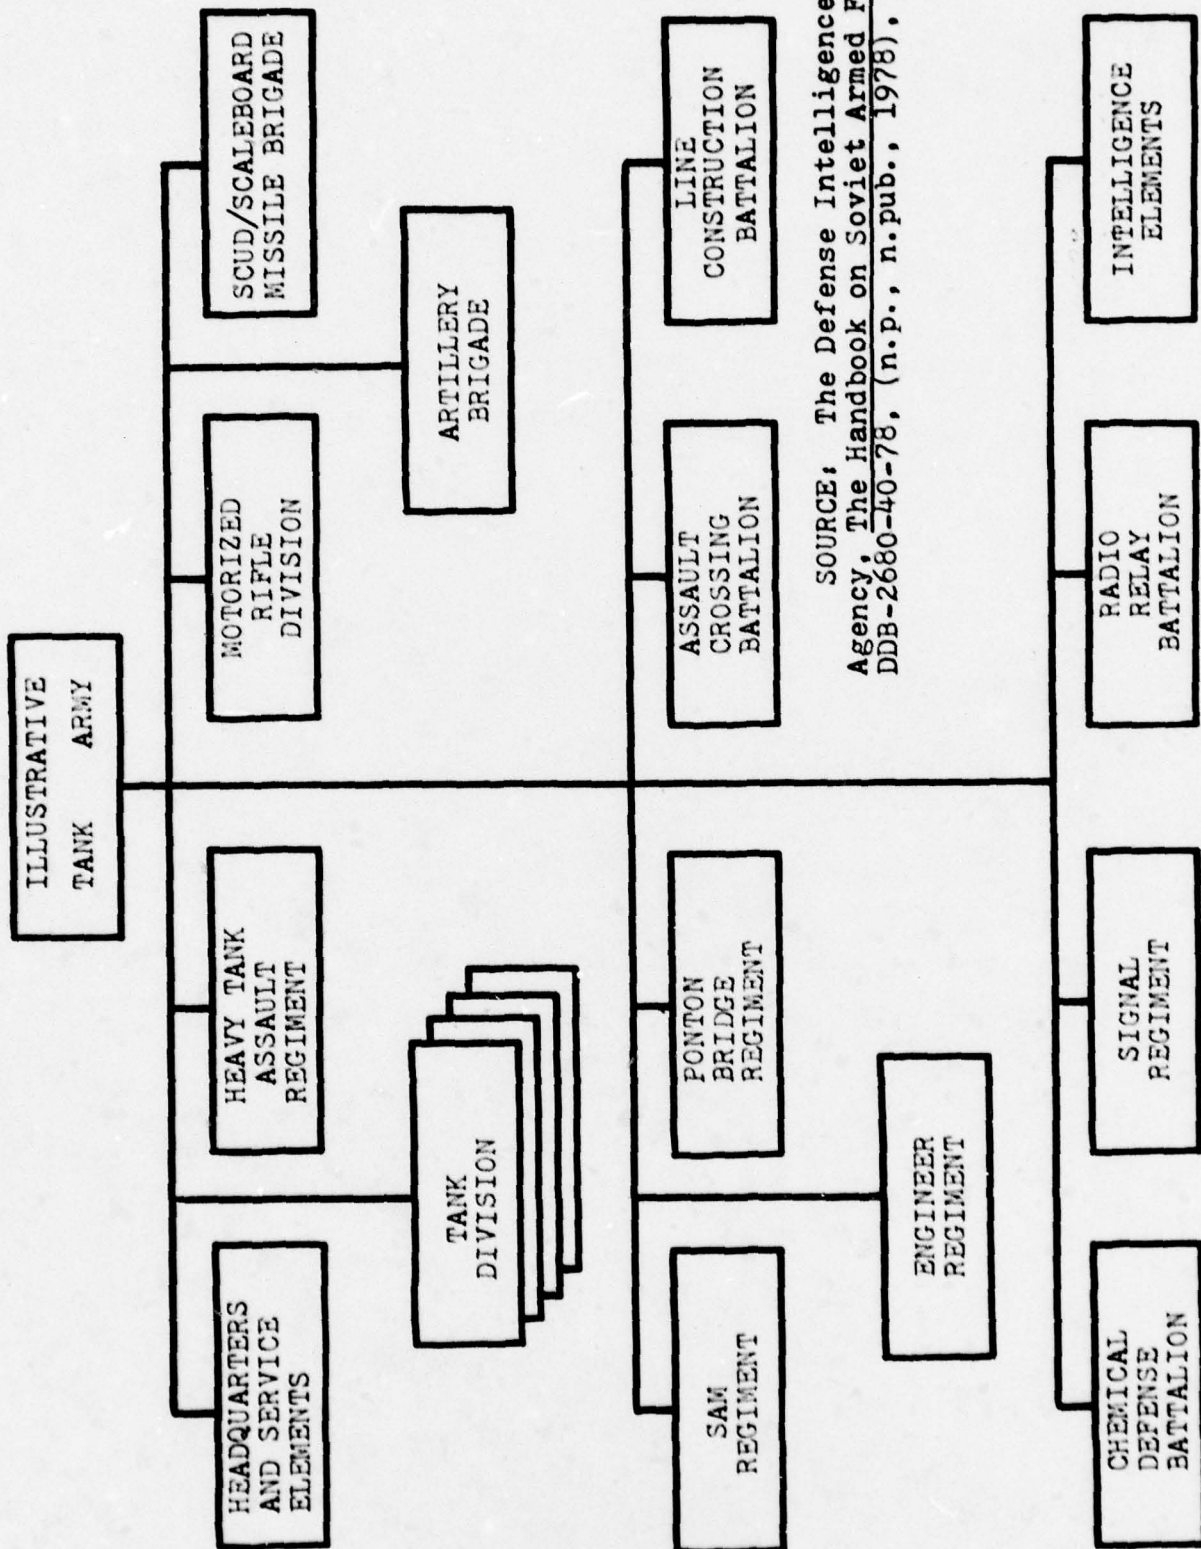 ILLUSTRATIVE
TANK ARMY
HEADQUARTERS
AND SERVICE
ELEMENTS
HEAVY TANK
ASSAULT
REGIMENT
MOTORIZED
RIFLE
DIVISION
SCUD/SCALEBOARD
MISSILE BRIGADE
TANK
DIVISION
ARTILLERY
BRIGADE
SAM
REGIMENT
PONTON
BRIDGE
REGIMENT
ASSAULT
CROSSING
BATTALION
LINE
CONSTRUCTION
BATTALION
ENGINEER
REGIMENT
SOURCE: The Defense Intelligence
Agency, The Handbook on Soviet Armed F
DDB-2680-40-78, (n.p., n.pub., 1978),
CHEMICAL
DEFENSE
BATTALION
SIGNAL
REGIMENT
RADIO
RELAY
BATTALION
INTELLIGENCE
ELEMENTS